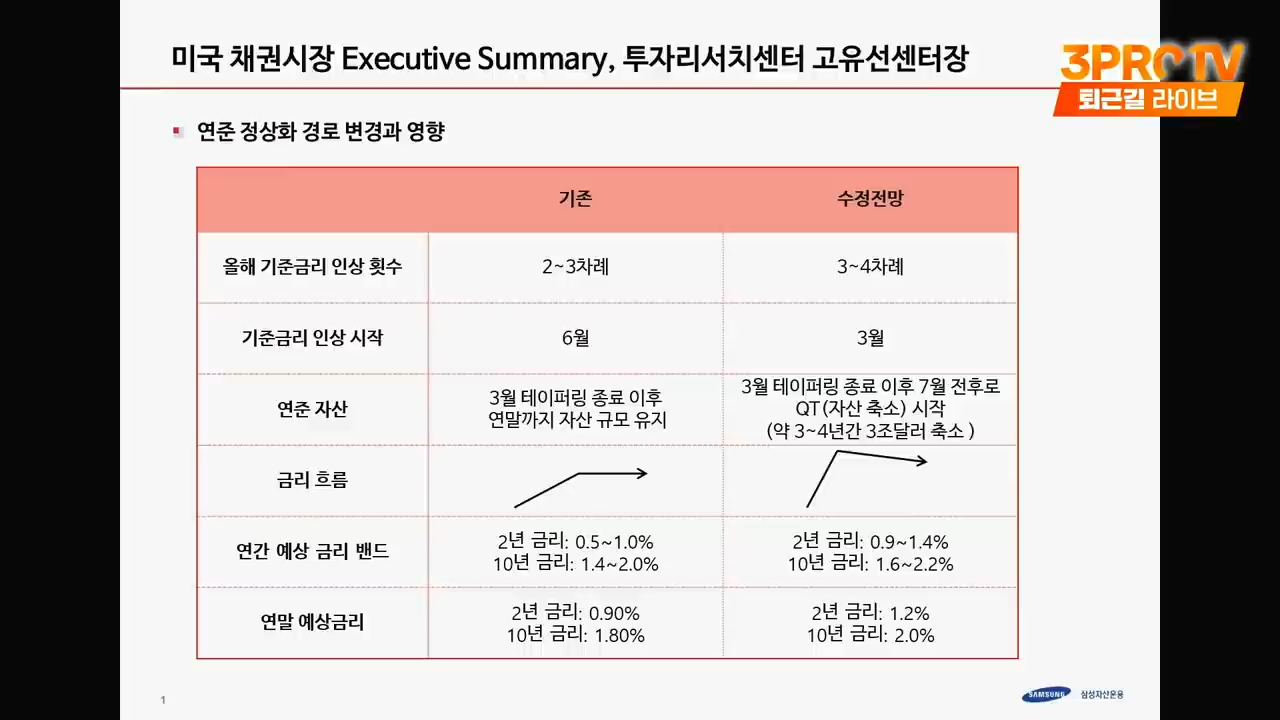 미국 채권시장 Executive Summary, 투자리서치센터 고유선센터장
3PROTV
퇴근길 라이브
연준 정상화 경로 변경과 영향
기존
수정전망
올해 기준금리 인상 횟수
2~3차례
3~4차례
기준금리 인상 시작
6월
3월
연준 자산
3월 테이퍼링 종료 이후
연말까지 자산 규모 유지
3월 테이퍼링 종료 이후 7월 전후로
QT(자산 축소) 시작
(약 3~4년간 3조달러 축소 )
금리 흐름
연간 예상 금리 밴드
2년 금리: 0.5~1.0%
10년 금리: 1.4~2.0%
2년 금리: 0.9~1.4%
10년 금리: 1.6~2.2%
연말 예상금리
2년 금리: 0.90%
10년 금리: 1.80%
2년 금리: 1.2%
10년 금리: 2.0%
1
SAMSUNG 삼성자산운용